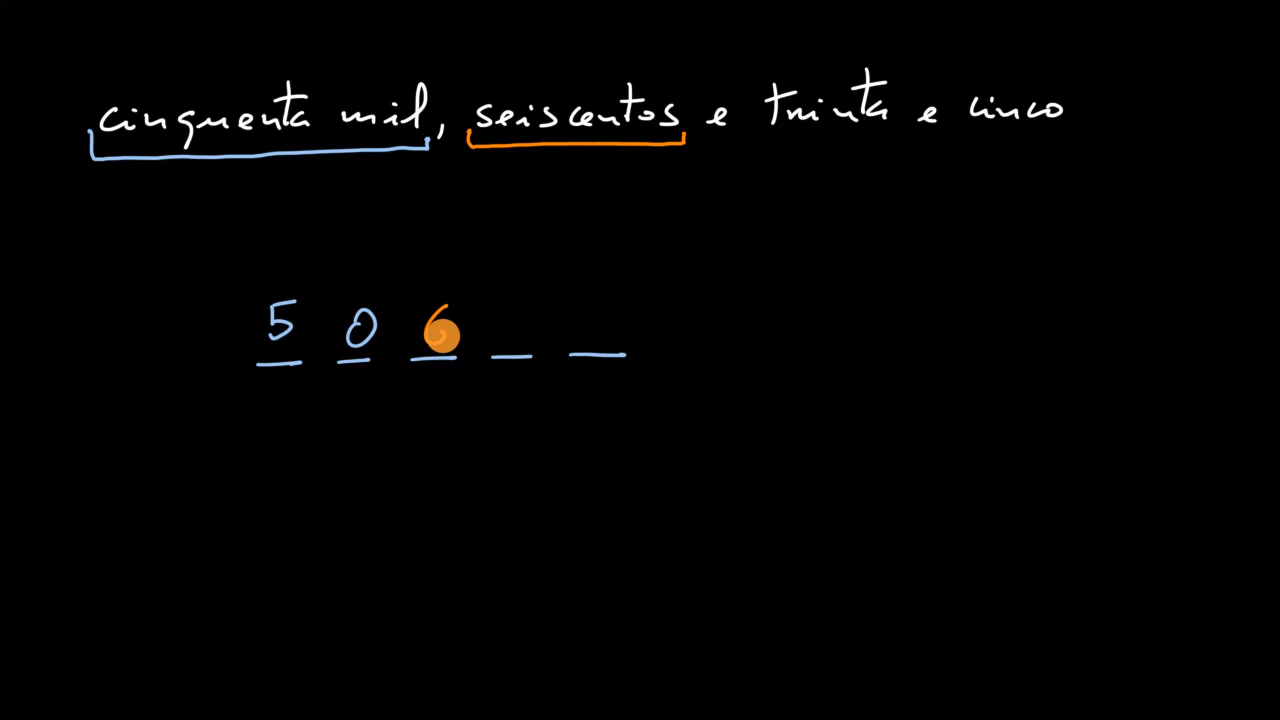 cinquenta mil, seiscentos e trinta e cinco
5 0 6 _ _